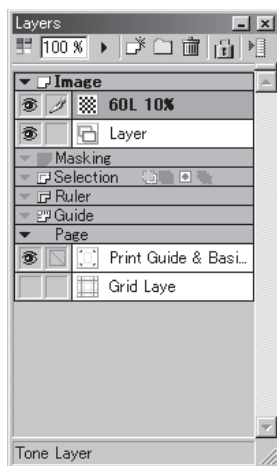 Layers
100 %
Image
60L 10%
Layer
Masking
Selection
Ruler
Guide
Page
Print Guide & Basi...
Grid Laye
Tone Layer